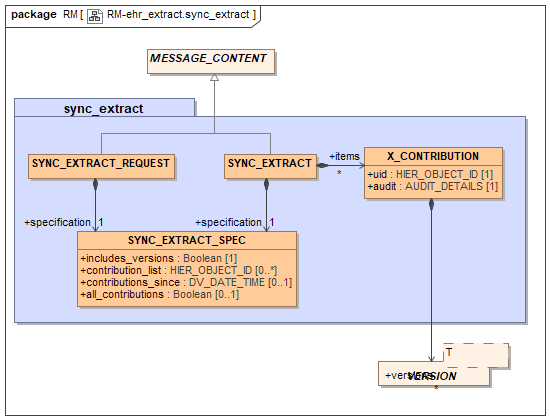 package RM [ RM-ehr_extract.sync_extract ]
MESSAGE_CONTENT
sync_extract
SYNC_EXTRACT_REQUEST
SYNC_EXTRACT
+items
*
X_CONTRIBUTION
+uid : HIER_OBJECT_ID [1]
+audit : AUDIT_DETAILS [1]
+specification 1
+specification 1
SYNC_EXTRACT_SPEC
+includes_versions : Boolean [1]
+contribution_list : HIER_OBJECT_ID [0..*]
+contributions_since : DV_DATE_TIME [0..1]
+all_contributions : Boolean [0..1]
T
VERSION
*